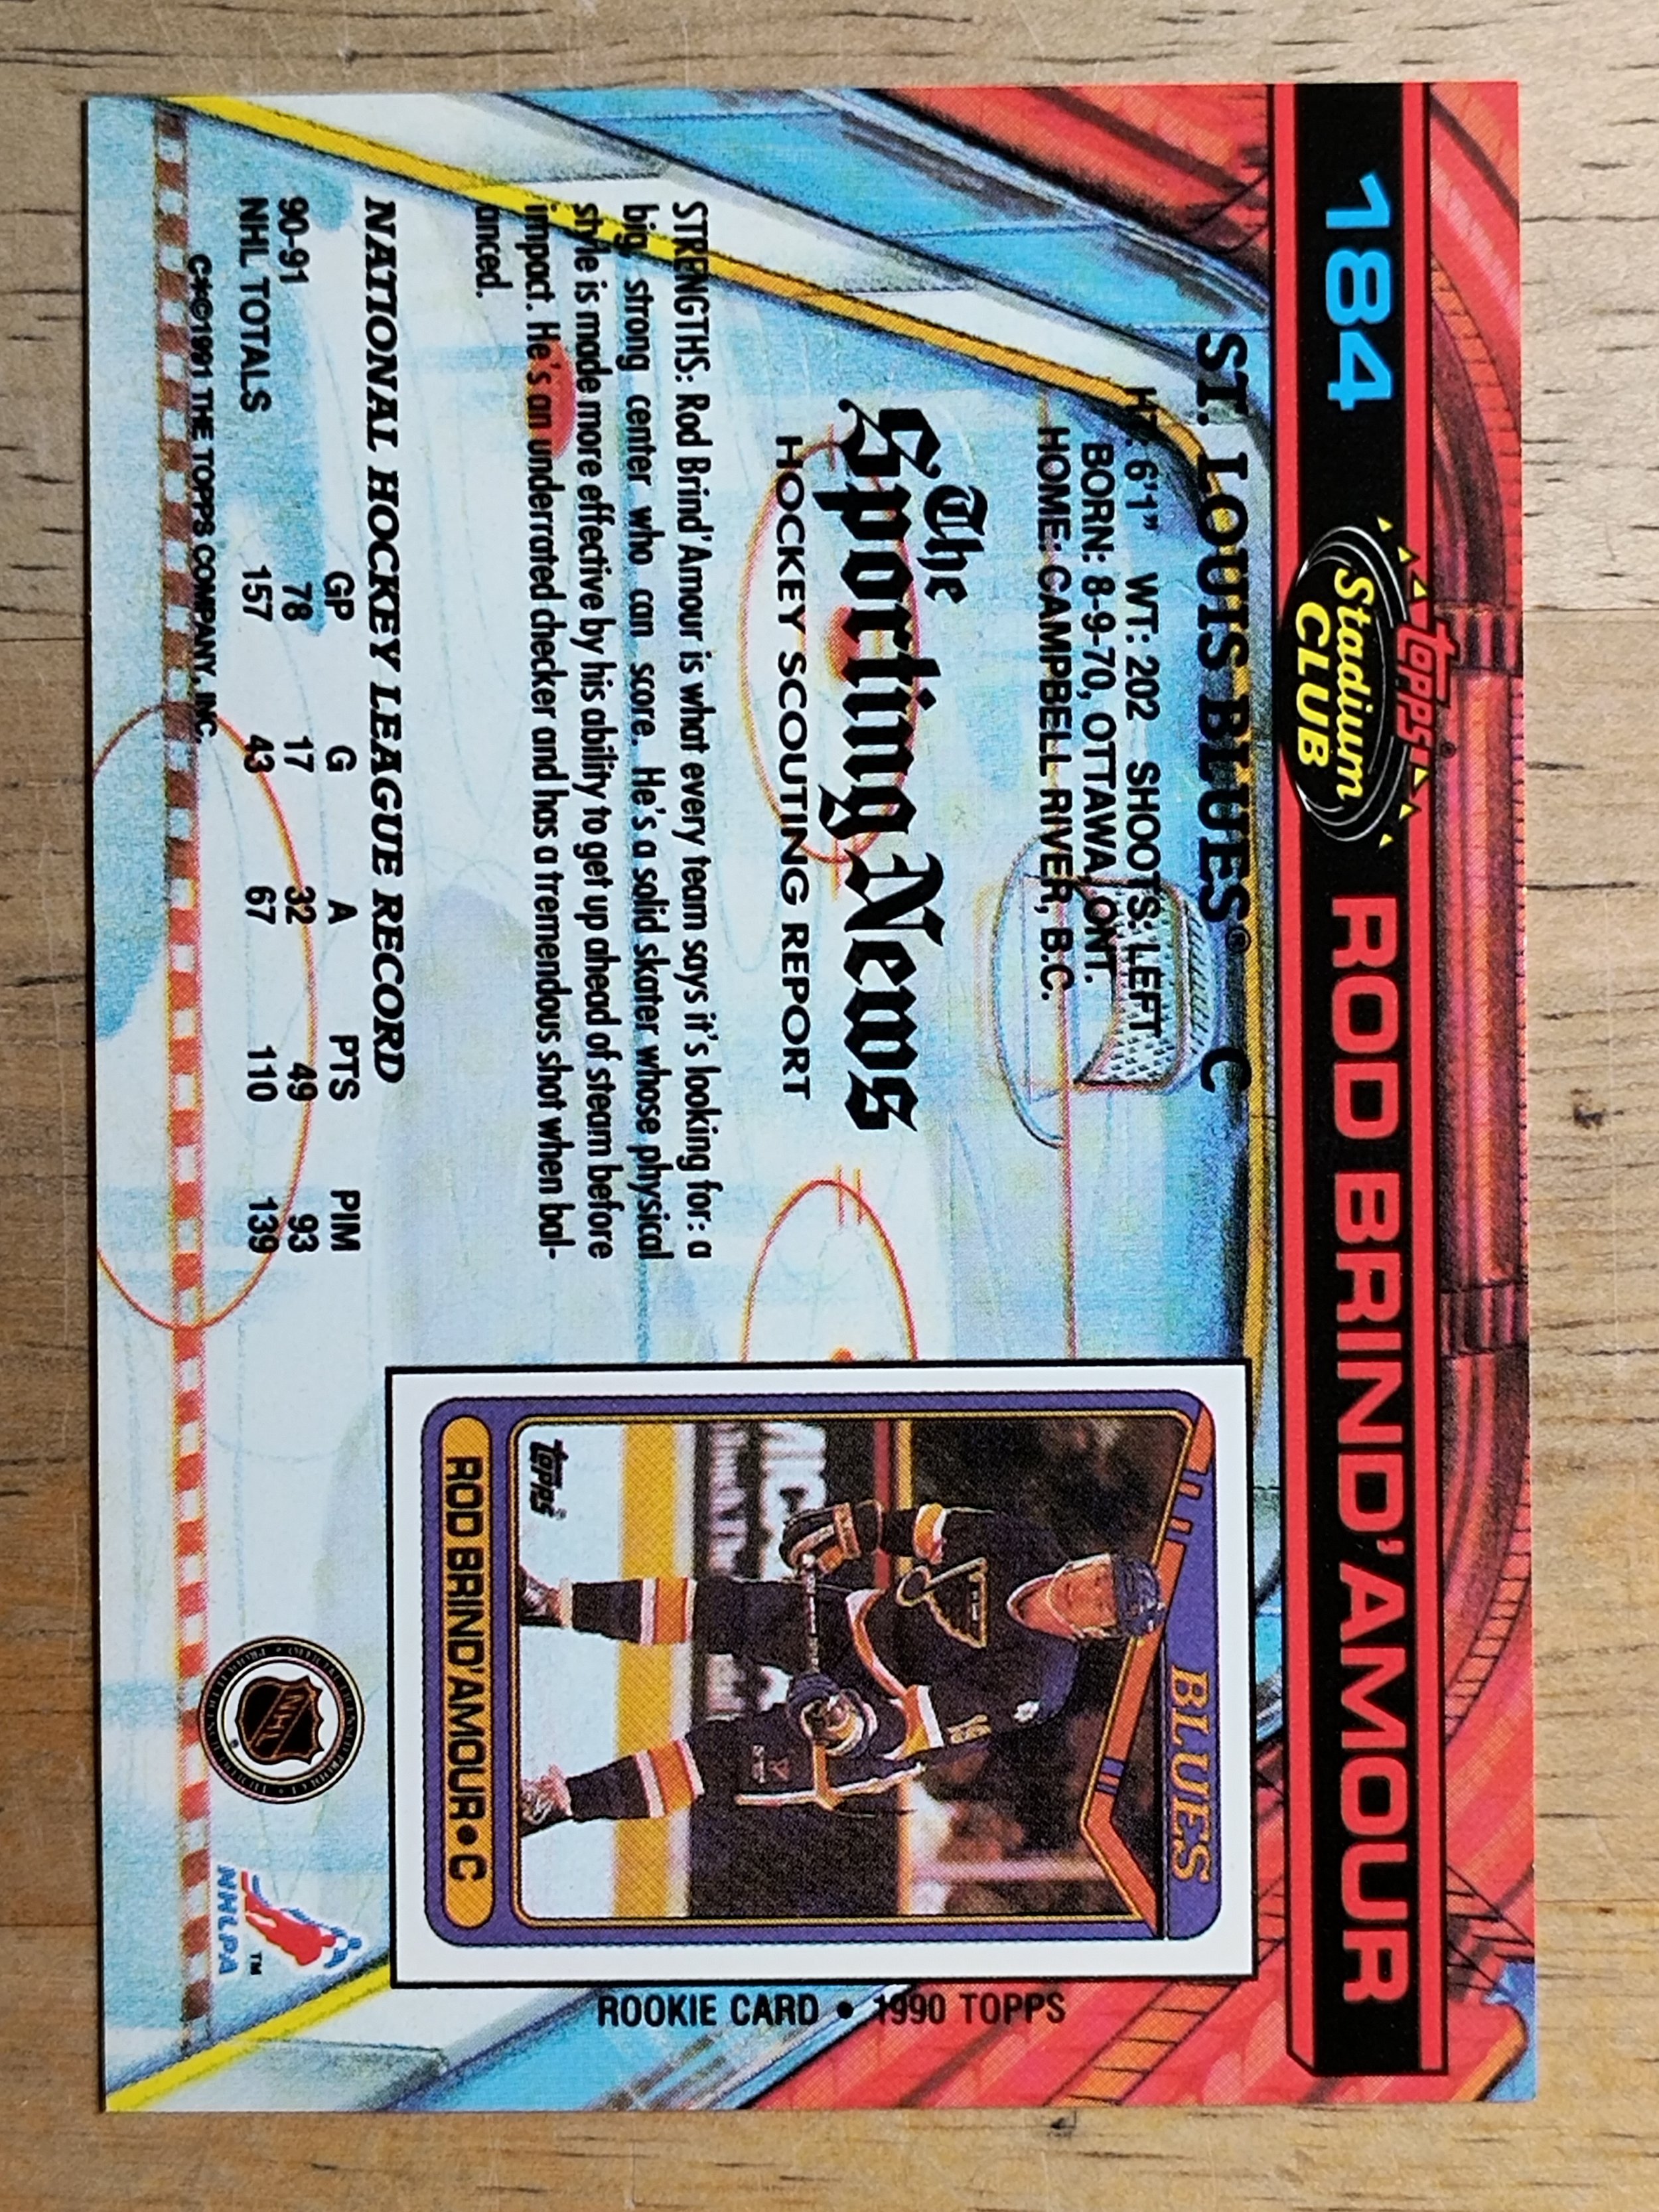 184
TOPPS®
Stadium
CLUB
ROD BRIND'AMOUR
ST. LOUIS BLUES® C
HT: 6'1" WT: 202 SHOOTS: LEFT
BORN: 8-9-70, OTTAWA, ONT.
HOME: CAMPBELL RIVER, B.C.
The
Sporting News
HOCKEY SCOUTING REPORT
STRENGTHS: Rod Brind'Amour is what every team says it's looking for: a
big, strong center who can score. He's a solid skater whose physical
style is made more effective by his ability to get up ahead of steam before
impact. He's an underrated checker and has a tremendous shot when bal-
anced.
NATIONAL HOCKEY LEAGUE RECORD
GP G A PTS PIM
90-91 78 17 32 49 93
NHL TOTALS 157 43 67 110 139
C*©1991 THE TOPPS COMPANY, INC.
BLUES
TOPPS®
ROD BRIND'AMOUR • C
ROOKIE CARD • 1990 TOPPS
NHL
®
NHLPA
™